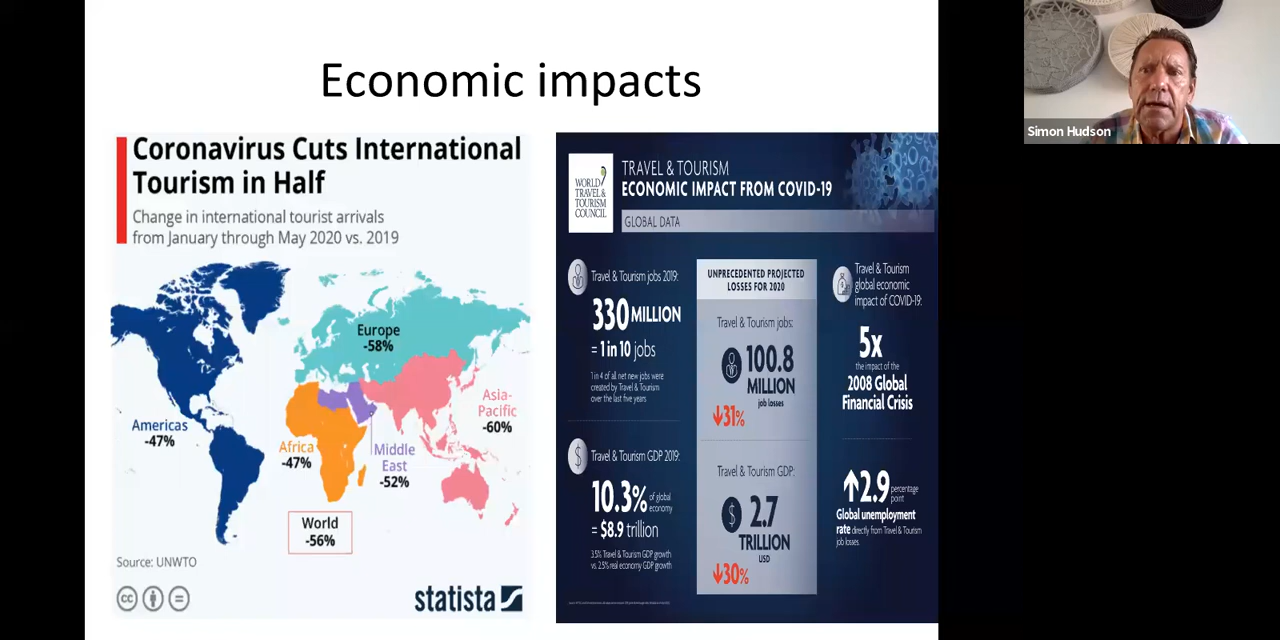 Economic impacts
Coronavirus Cuts International
Tourism in Half
Change in international tourist arrivals
from January through May 2020 vs. 2019
Europe
-58%
Asia-
Pacific
-60%
Americas
-47%
Africa
-47%
Middle
East
-52%
World
-56%
Source: UNWTO
statista
WORLD
TRAVEL &
TOURISM
COUNCIL
TRAVEL & TOURISM
ECONOMIC IMPACT FROM COVID-19
GLOBAL DATA
Travel & Tourism jobs 2019:
330 MILLION
= 1 in 10 jobs
1 in 4 of all net new jobs were
created by Travel & Tourism
over the last five years
Travel & Tourism GDP 2019:
10.3% of global
economy
= $8.9 trillion
3.5% Travel & Tourism GDP growth
vs. 2.5% real economy GDP growth
UNPRECEDENTED PROJECTED
LOSSES FOR 2020
Travel & Tourism jobs:
100.8
MILLION
job losses
↓31%
Travel & Tourism GDP:
$ 2.7
TRILLION
USD
↓30%
Travel & Tourism
global economic
impact of COVID-19:
5x
the impact of the
2008 Global
Financial Crisis
↑2.9 percentage
point
Global unemployment
rate directly from Travel & Tourism
job losses.
Simon Hudson